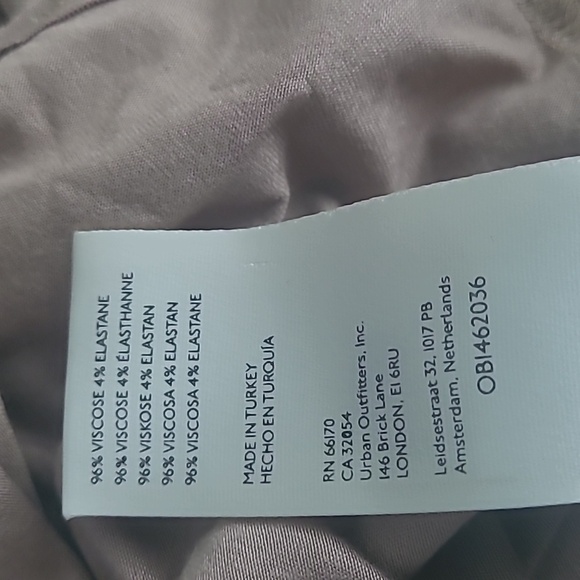 96% VISCOSE 4% ELASTANE
96% VISCOSE 4% ÉLASTHANNE
96% VISKOSE 4% ELASTAN
96% VISCOSA 4% ELASTAN
96% VISCOSA 4% ELASTANE
MADE IN TURKEY
HECHO EN TURQUÍA
RN 66170
CA 32054
Urban Outfitters, Inc.
146 Brick Lane
LONDON, E1 6RU
Leidsestraat 32, 1017 PB
Amsterdam, Netherlands
OB1462036